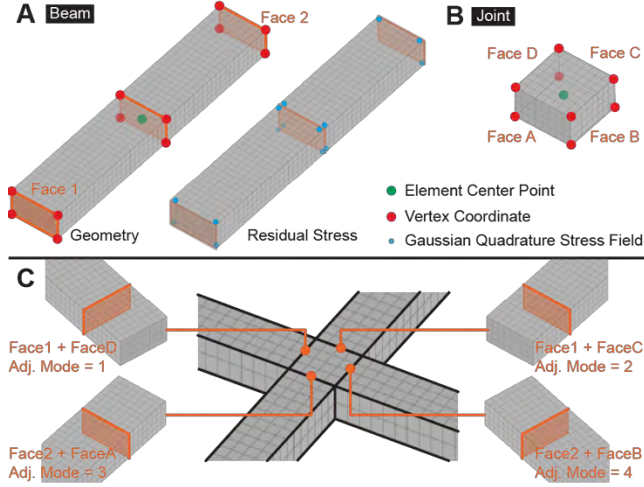 A Beam
Face 2
Face 1
Geometry
Residual Stress
B Joint
Face D
Face C
Face A
Face B
Element Center Point
Vertex Coordinate
Gaussian Quadrature Stress Field
C
Face1 + FaceD
Adj. Mode = 1
Face1 + FaceC
Adj. Mode = 2
Face2 + FaceA
Adj. Mode = 3
Face2 + FaceB
Adj. Mode = 4